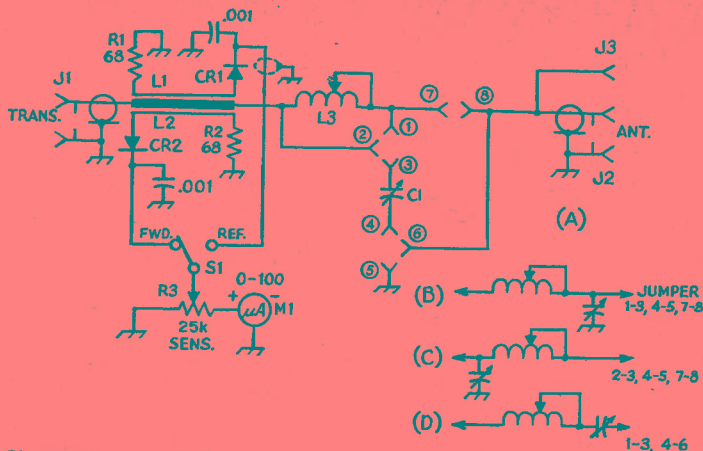 .001
R1
68
CR1
J3
J1
L1
L3
⑦
⑧
TRANS.
L2
①
ANT.
CR2
R2
68
②
③
J2
.001
C1
(A)
④
⑥
FWD.
REF.
S1
⑤
0-100
R3
+
−
μA
M1
25k
SENS.
(B)
JUMPER
1-3, 4-5, 7-8
(C)
2-3, 4-5, 7-8
(D)
1-3, 4-6